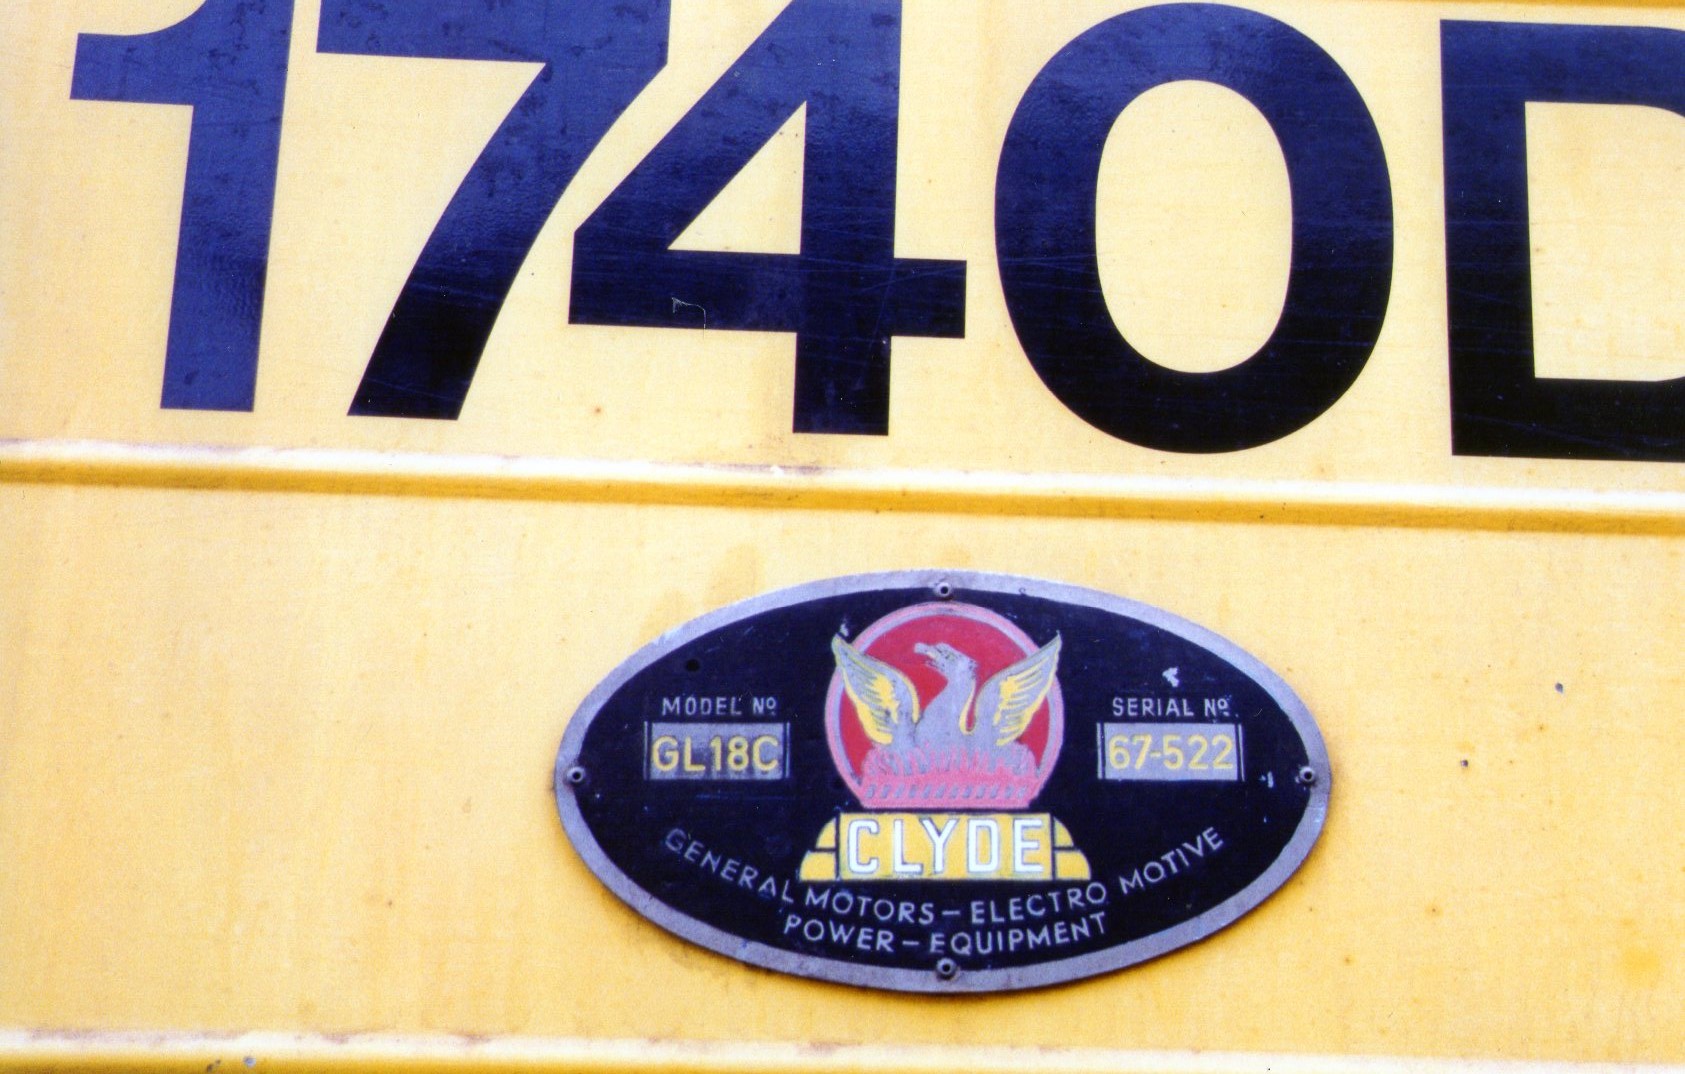 1740D
MODEL Nº
GL18C
SERIAL Nº
67-522
CLYDE
GENERAL MOTORS-ELECTRO MOTIVE
POWER-EQUIPMENT